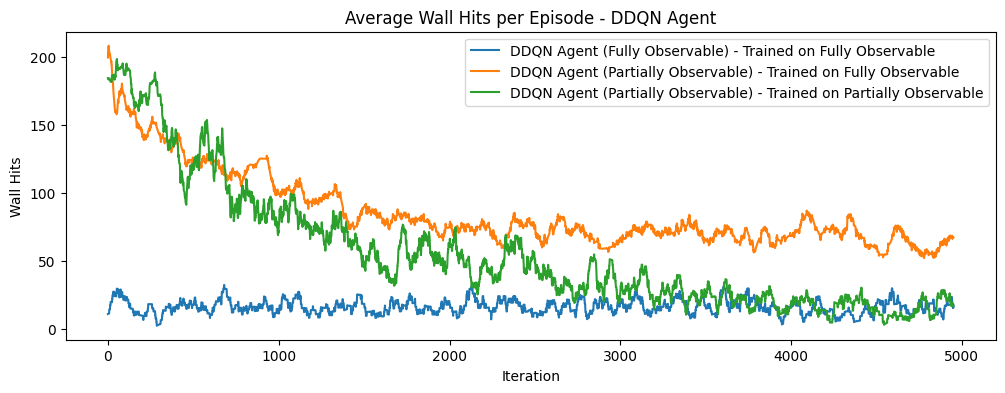 Average Wall Hits per Episode - DDQN Agent
DDQN Agent (Fully Observable) - Trained on Fully Observable
DDQN Agent (Partially Observable) - Trained on Fully Observable
DDQN Agent (Partially Observable) - Trained on Partially Observable
Wall Hits
200
150
100
50
0
0
1000
2000
3000
4000
5000
Iteration